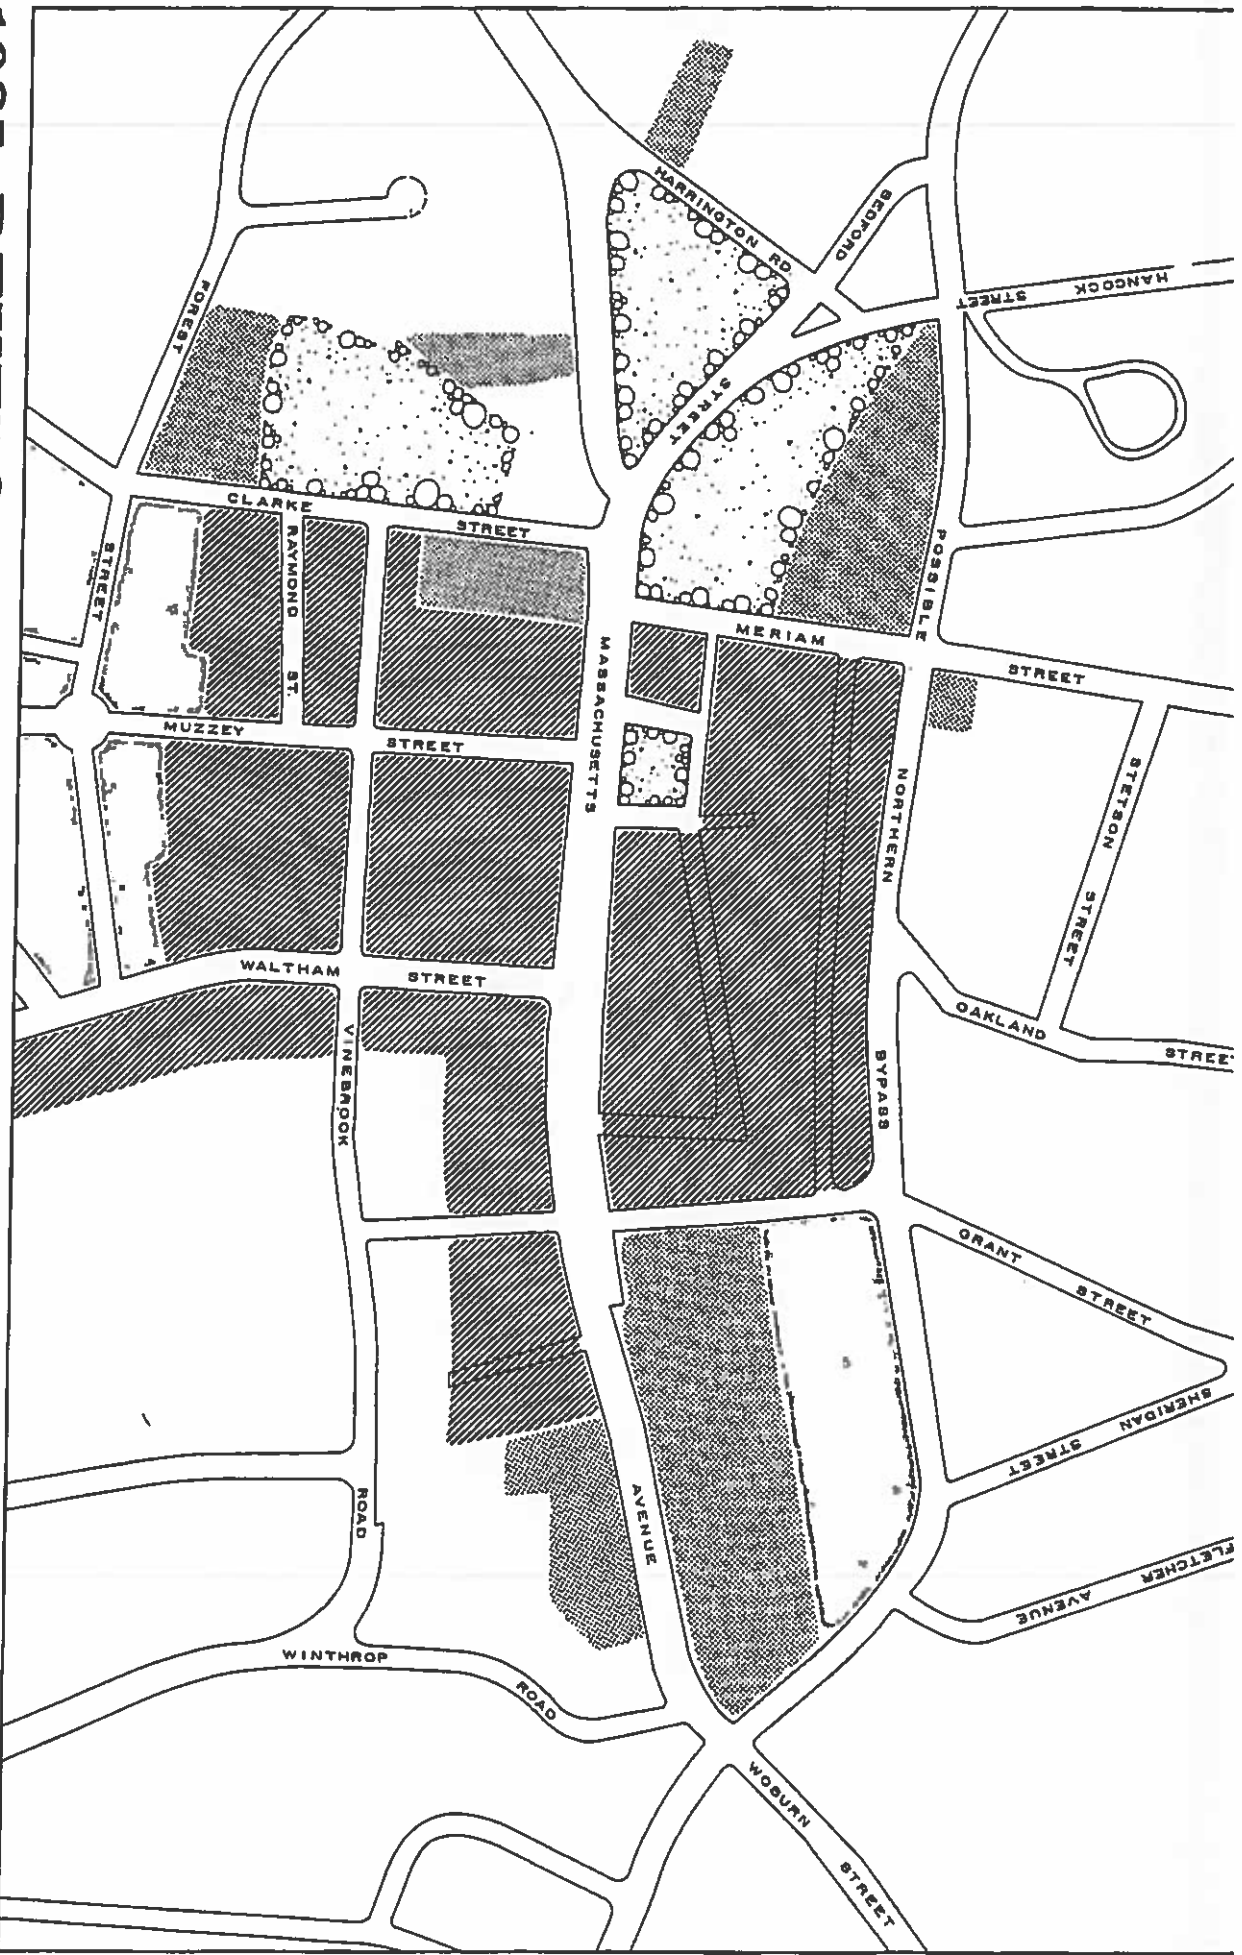 HARRINGTON RD
BEDFORD
STREET
HANCOCK
STREET
FOREST
STREET
CLARKE
STREET
RAYMOND ST.
MASSACHUSETTS
AVENUE
MERIAM
STREET
POSSIBLE
NORTHERN
BYPASS
MUZZEY
STREET
STETSON
STREET
WALTHAM
STREET
OAKLAND
STREET
VINEBROOK
ROAD
GRANT
STREET
SHERIDAN
STREET
FLETCHER
AVENUE
WINTHROP
ROAD
WOBURN
STREET